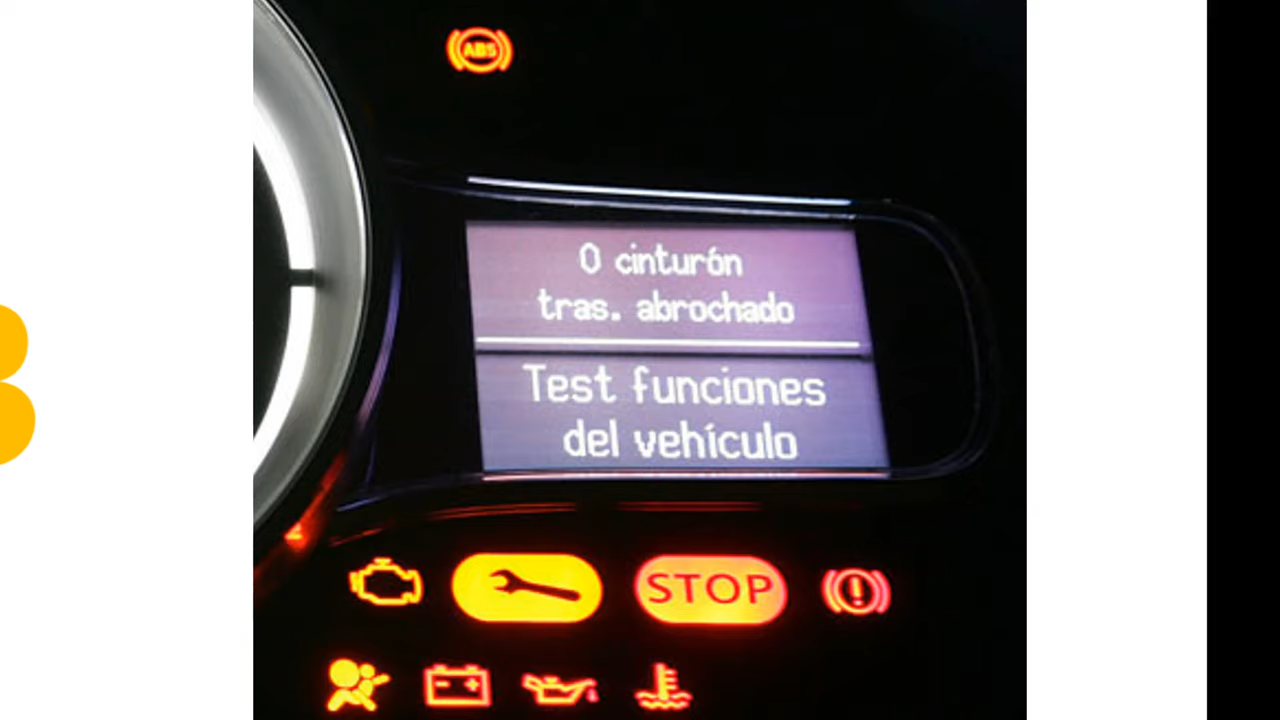 ABS
0 cinturón
tras. abrochado
Test funciones
del vehículo
STOP